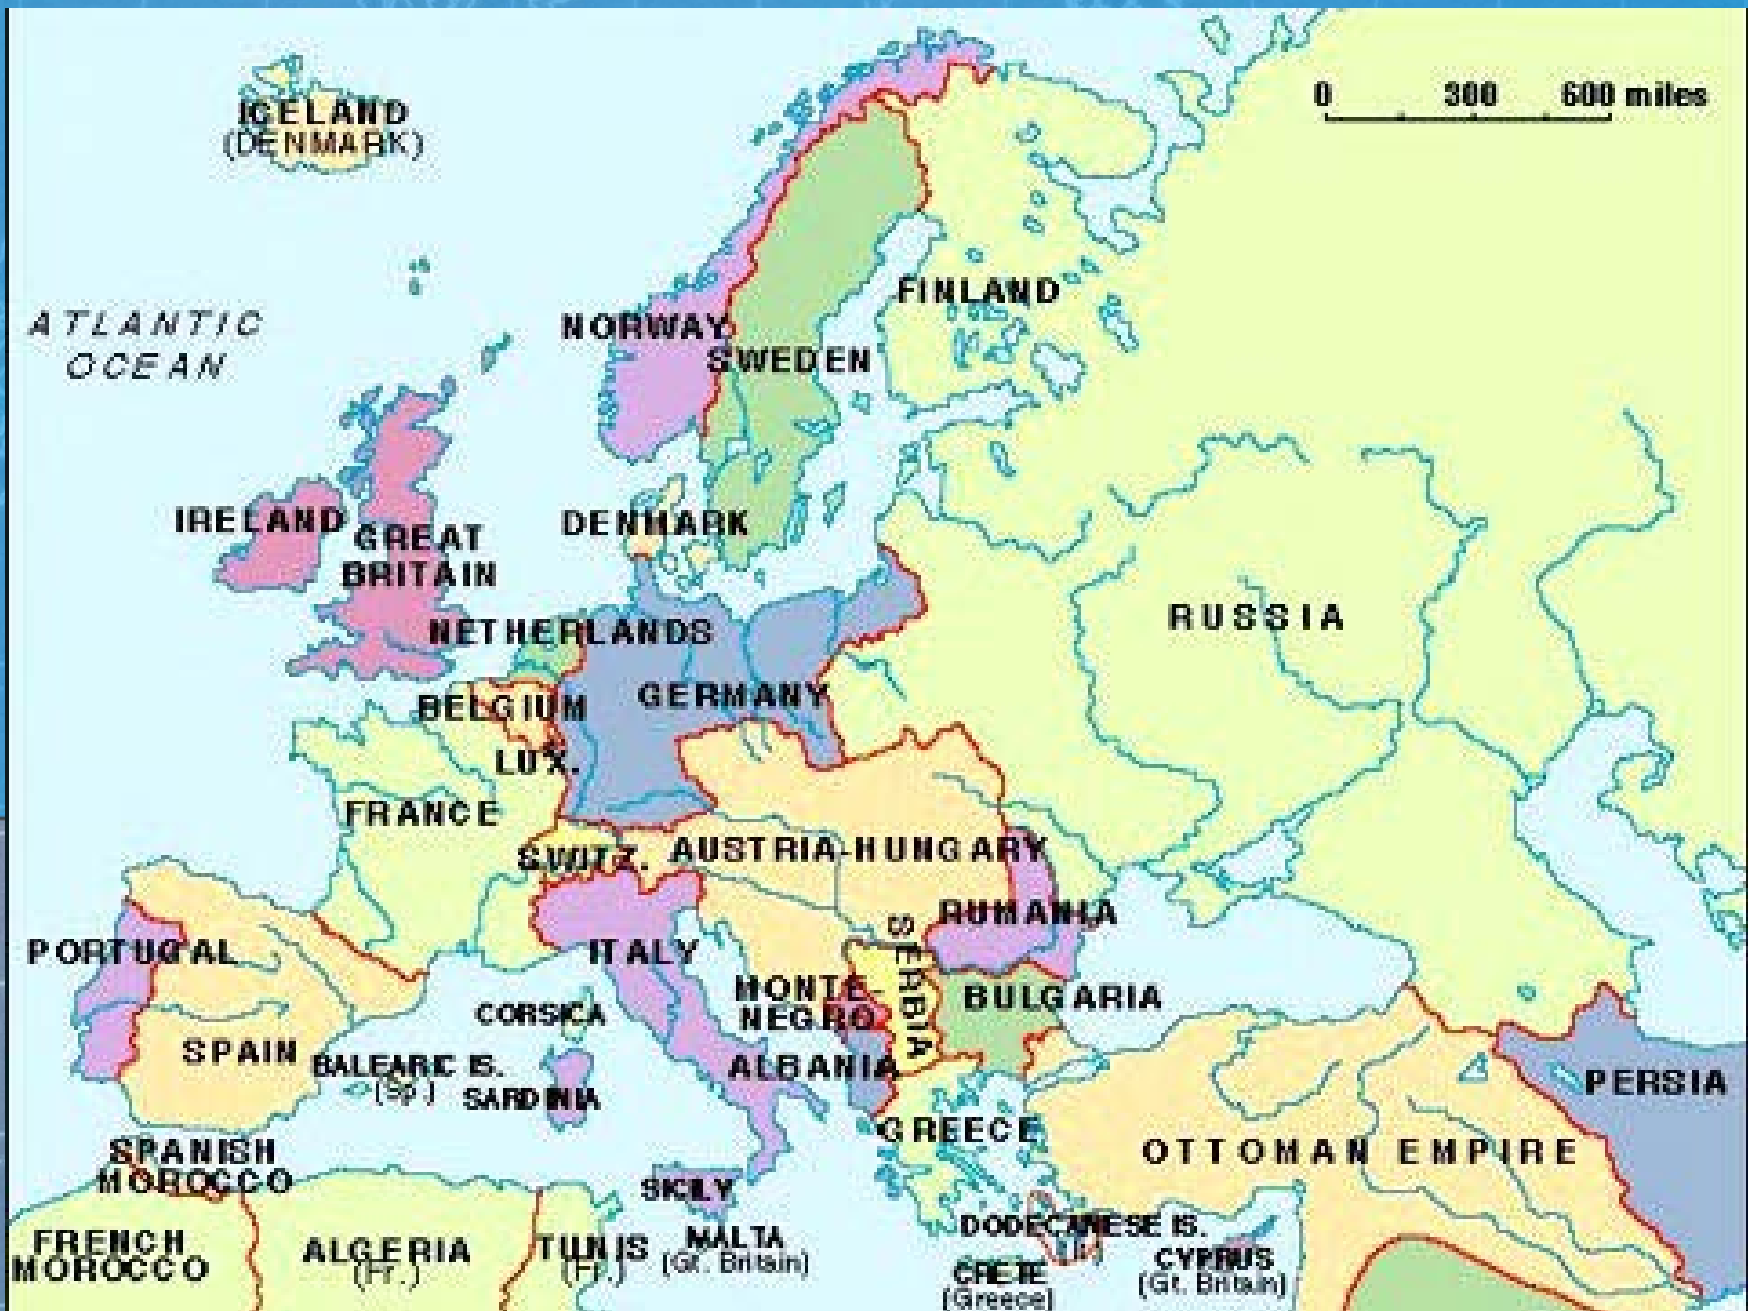 0 300 600 miles
ICELAND
(DENMARK)
FINLAND
ATLANTIC
OCEAN
NORWAY
SWEDEN
IRELAND
GREAT
BRITAIN
DENMARK
RUSSIA
NETHERLANDS
GERMANY
BELGIUM
LUX.
FRANCE
SWITZ.
AUSTRIA-HUNGARY
RUMANIA
SERBIA
PORTUGAL
ITALY
MONTE-
NEGRO
BULGARIA
CORSICA
SPAIN
BALEARIC IS.
(Sp.)
SARDINIA
ALBANIA
PERSIA
GREECE
OTTOMAN EMPIRE
SPANISH
MOROCCO
SICILY
FRENCH
MOROCCO
ALGERIA
(Fr.)
TUNIS
(Fr.)
MALTA
(Gt. Britain)
DODECANESE IS.
CRETE
(Greece)
CYPRUS
(Gt. Britain)